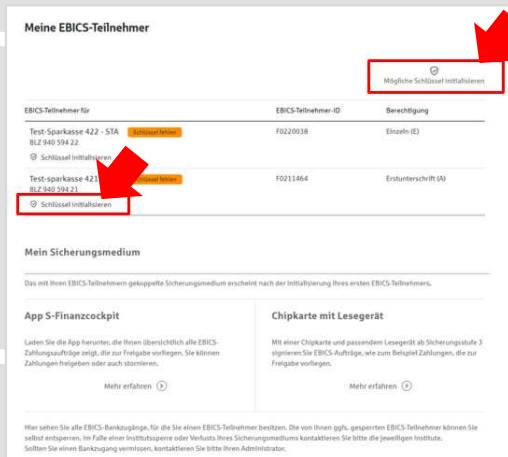 Meine EBICS-Teilnehmer
Mögliche Schlüssel initialisieren
EBICS-Teilnehmer für EBICS-Teilnehmer-ID Berechtigung
Test-Sparkasse 422 - STA Schlüssel fehlen F0220038 Einzeln (E)
BLZ 940 594 22
Schlüssel initialisieren
Test-sparkasse 421 fehlen F0211464 Erstunterschrift (A)
BLZ 940 594 21
Schlüssel initialisieren
Mein Sicherungsmedium
Das mit Ihren EBICS-Teilnehmern gekoppelte Sicherungsmedium erscheint nach der Initialisierung Ihres ersten EBICS-Teilnehmers.
App S-Finanzcockpit
Laden Sie die App herunter, die Ihnen übersichtlich alle EBICS-
Zahlungsaufträge zeigt, die zur Freigabe vorliegen. Sie können
Zahlungen freigeben oder auch stornieren.
Mehr erfahren
Chipkarte mit Lesegerät
Mit einer Chipkarte und passendem Lesegerät ab Sicherungsstufe 3
signieren Sie EBICS-Aufträge, wie zum Beispiel Zahlungen, die zur
Freigabe vorliegen.
Mehr erfahren
Hier sehen Sie alle EBICS-Bankzugänge, für die Sie einen EBICS-Teilnehmer besitzen. Die von Ihnen ggfs. gesperrten EBICS-Teilnehmer können Sie
selbst entsperren. Im Falle einer Institutssperre oder Verlusts Ihres Sicherungsmediums kontaktieren Sie bitte die jeweiligen Institute.
Sollten Sie einen Bankzugang vermissen, kontaktieren Sie bitte Ihren Administrator.